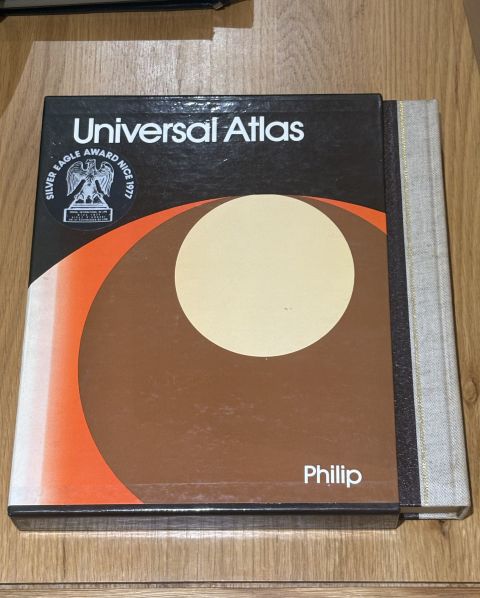 Universal Atlas
SILVER EAGLE AWARD NICE 1977
Philip